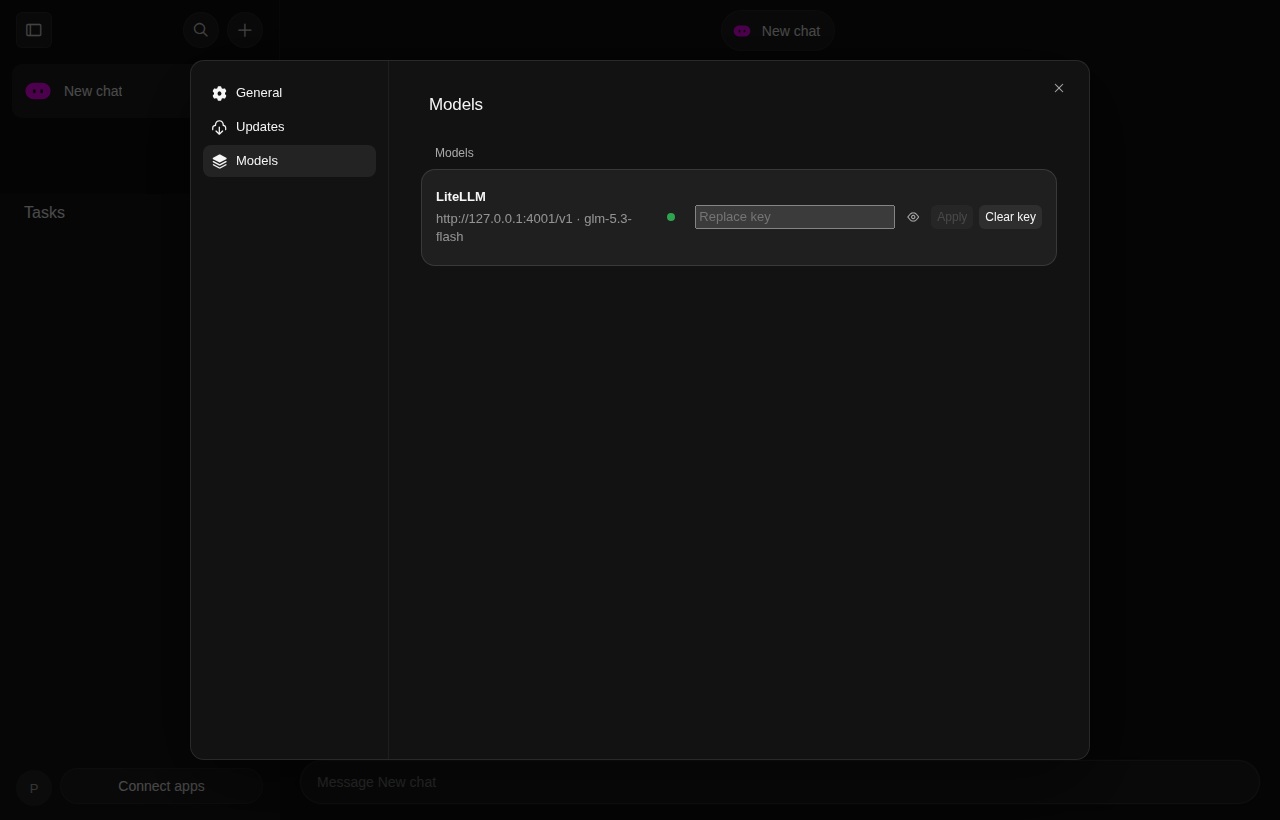 New chat
New chat
Tasks
General
Updates
Models
Models
Models
LiteLLM
http://127.0.0.1:4001/v1 · glm-5.3-
flash
Replace key
Apply
Clear key
P
Connect apps
Message New chat